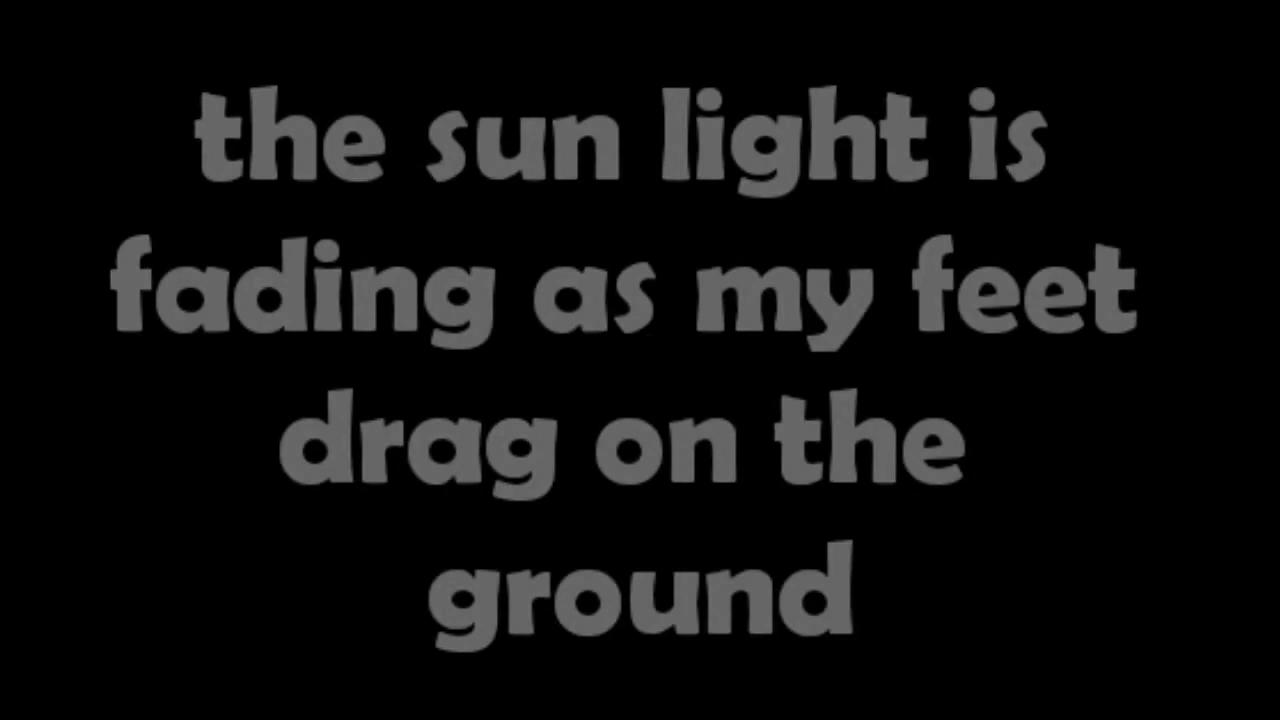 the sun light is
fading as my feet
drag on the
ground